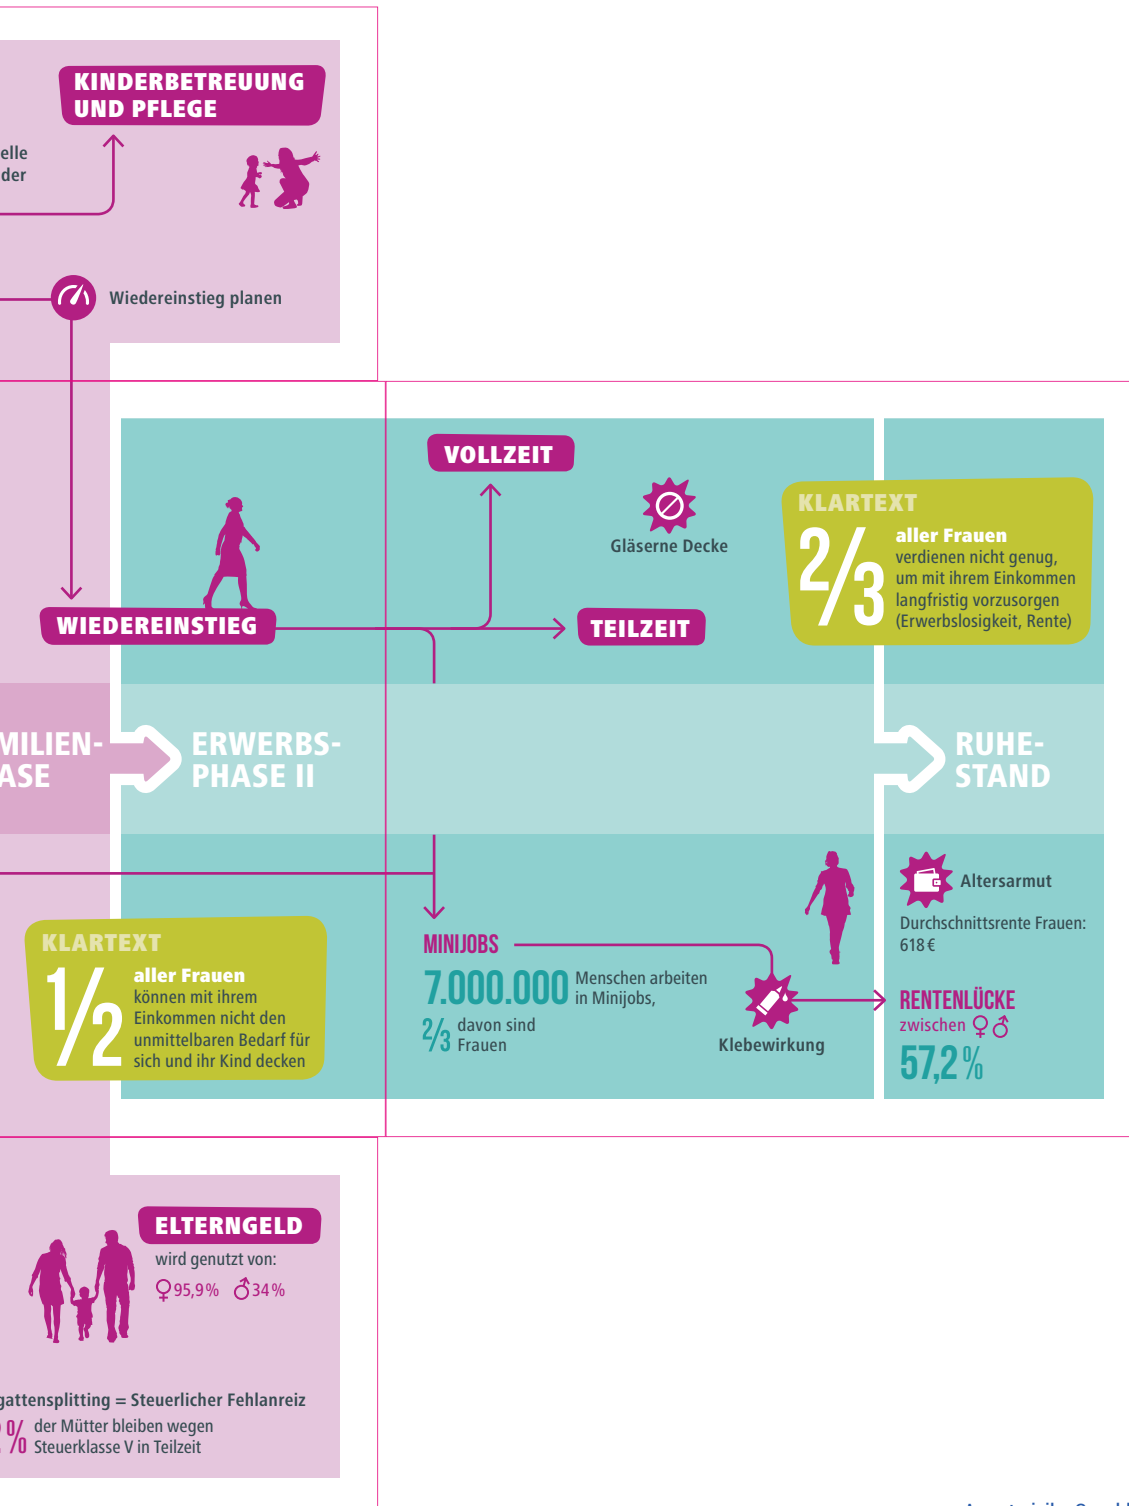 KINDERBETREUUNG
UND PFLEGE
elle
der
Wiedereinstieg planen
VOLLZEIT
Gläserne Decke
KLARTEXT
2/3
aller Frauen
verdienen nicht genug,
um mit ihrem Einkommen
langfristig vorzusorgen
(Erwerbslosigkeit, Rente)
WIEDEREINSTIEG
TEILZEIT
MILIEN-
ASE
ERWERBS-
PHASE II
RUHE-
STAND
KLARTEXT
1/2
aller Frauen
können mit ihrem
Einkommen nicht den
unmittelbaren Bedarf für
sich und ihr Kind decken
MINIJOBS
7.000.000 Menschen arbeiten
in Minijobs,
2/3 davon sind
Frauen
Klebewirkung
Altersarmut
Durchschnittsrente Frauen:
618 €
RENTENLÜCKE
zwischen ♀ ♂
57,2 %
ELTERNGELD
wird genutzt von:
♀ 95,9 % ♂ 34 %
gattensplitting = Steuerlicher Fehlanreiz
% der Mütter bleiben wegen
Steuerklasse V in Teilzeit